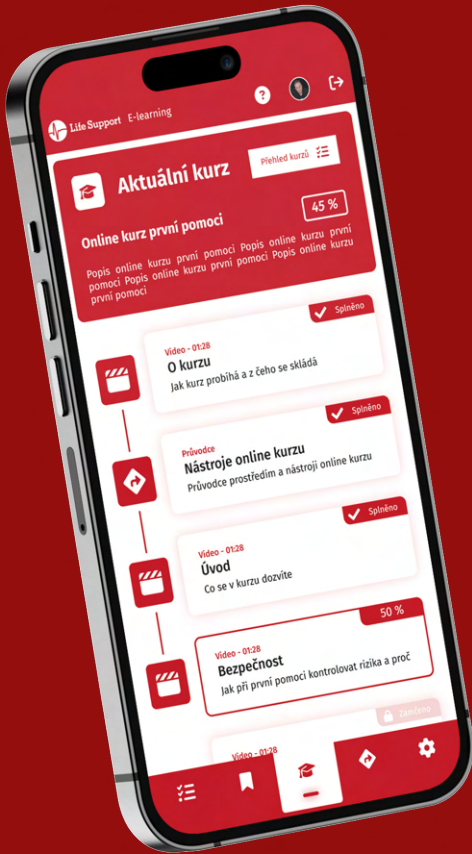 Life Support E-learning
?
Aktuální kurz
Přehled kurzů
Online kurz první pomoci
45 %
Popis online kurzu první pomoci Popis online kurzu první
pomoci Popis online kurzu první pomoci Popis online kurzu
první pomoci
Splněno
Video - 01:28
O kurzu
Jak kurz probíhá a z čeho se skládá
Splněno
Průvodce
Nástroje online kurzu
Průvodce prostředím a nástroji online kurzu
Splněno
Video - 01:28
Úvod
Co se v kurzu dozvíte
50 %
Video - 01:28
Bezpečnost
Jak při první pomoci kontrolovat rizika a proč
Zamčeno
Video - 01:28